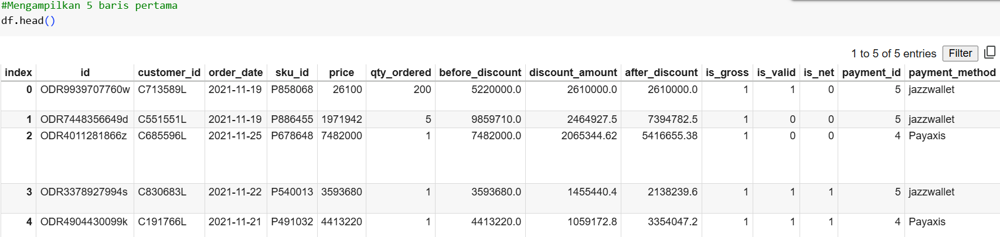 #Mengampilkan 5 baris pertama
df.head()
1 to 5 of 5 entries Filter
index id customer_id order_date sku_id price qty_ordered before_discount discount_amount after_discount is_gross is_valid is_net payment_id payment_method
0 ODR9939707760w C713589L 2021-11-19 P858068 26100 200 5220000.0 2610000.0 2610000.0 1 1 0 5 jazzwallet
1 ODR7448356649d C551551L 2021-11-19 P886455 1971942 5 9859710.0 2464927.5 7394782.5 1 0 0 5 jazzwallet
2 ODR4011281866z C685596L 2021-11-25 P678648 7482000 1 7482000.0 2065344.62 5416655.38 1 0 0 4 Payaxis
3 ODR3378927994s C830683L 2021-11-22 P540013 3593680 1 3593680.0 1455440.4 2138239.6 1 1 1 5 jazzwallet
4 ODR4904430099k C191766L 2021-11-21 P491032 4413220 1 4413220.0 1059172.8 3354047.2 1 1 1 4 Payaxis